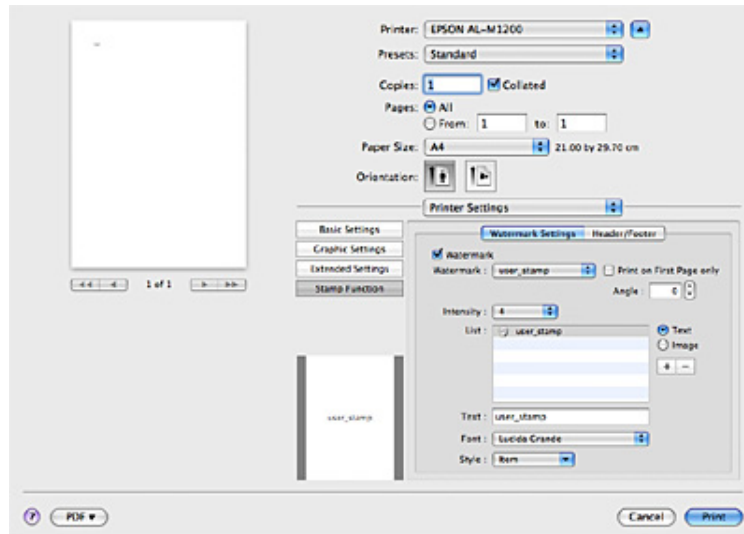 Printer: EPSON AL-M1200
Presets: Standard
Copies: 1 Collated
Pages: All
From: 1 to: 1
Paper Size: A4 21.00 by 29.70 cm
Orientation:
Printer Settings
Basic Settings
Graphic Settings
Extended Settings
Stamp Function
1 of 1
Watermark Settings Header/Footer
Watermark
Watermark : user_stamp Print on First Page only
Angle : 0
Intensity : 4
List : user_stamp
Text
Image
+ -
user_stamp
Text : user_stamp
Font : Lucida Grande
Style : Item
? PDF ▾ Cancel Print